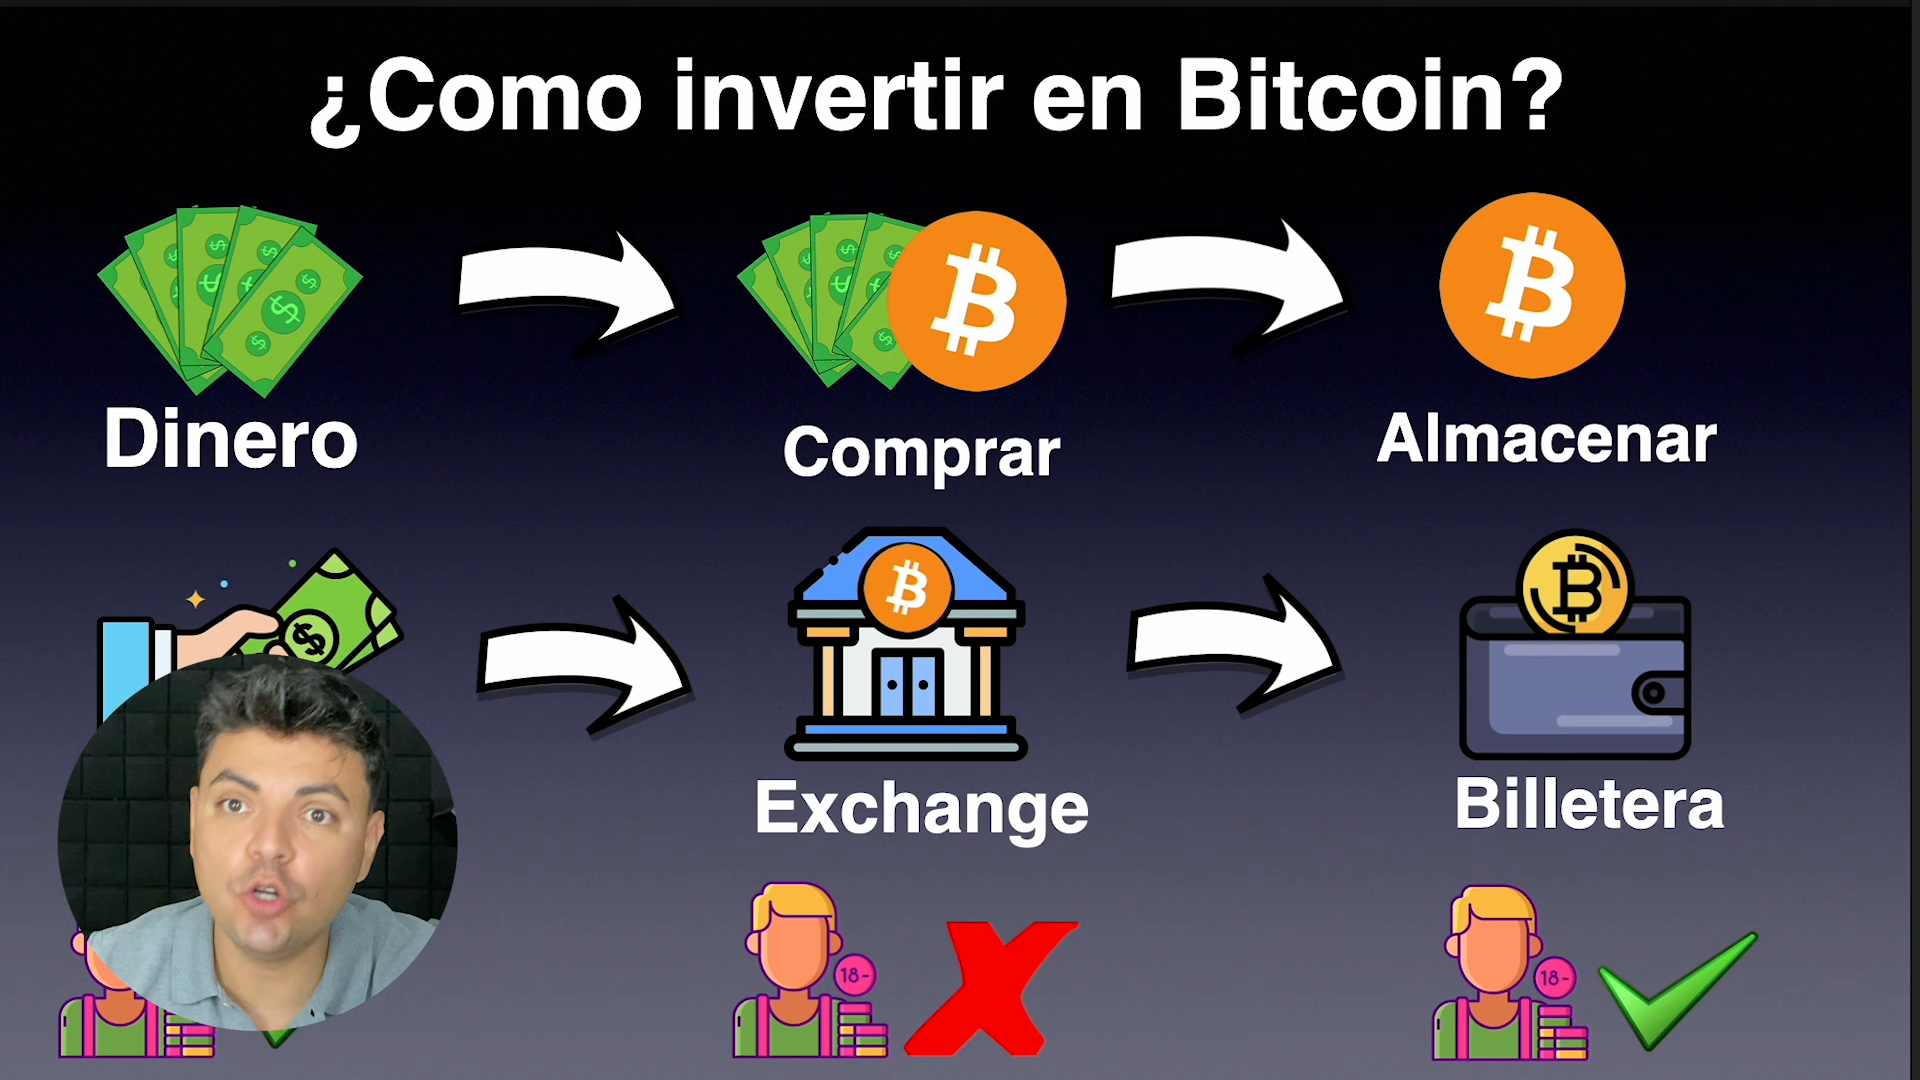 ¿Como invertir en Bitcoin?
Dinero
Comprar
Almacenar
Exchange
Billetera
18-
18-